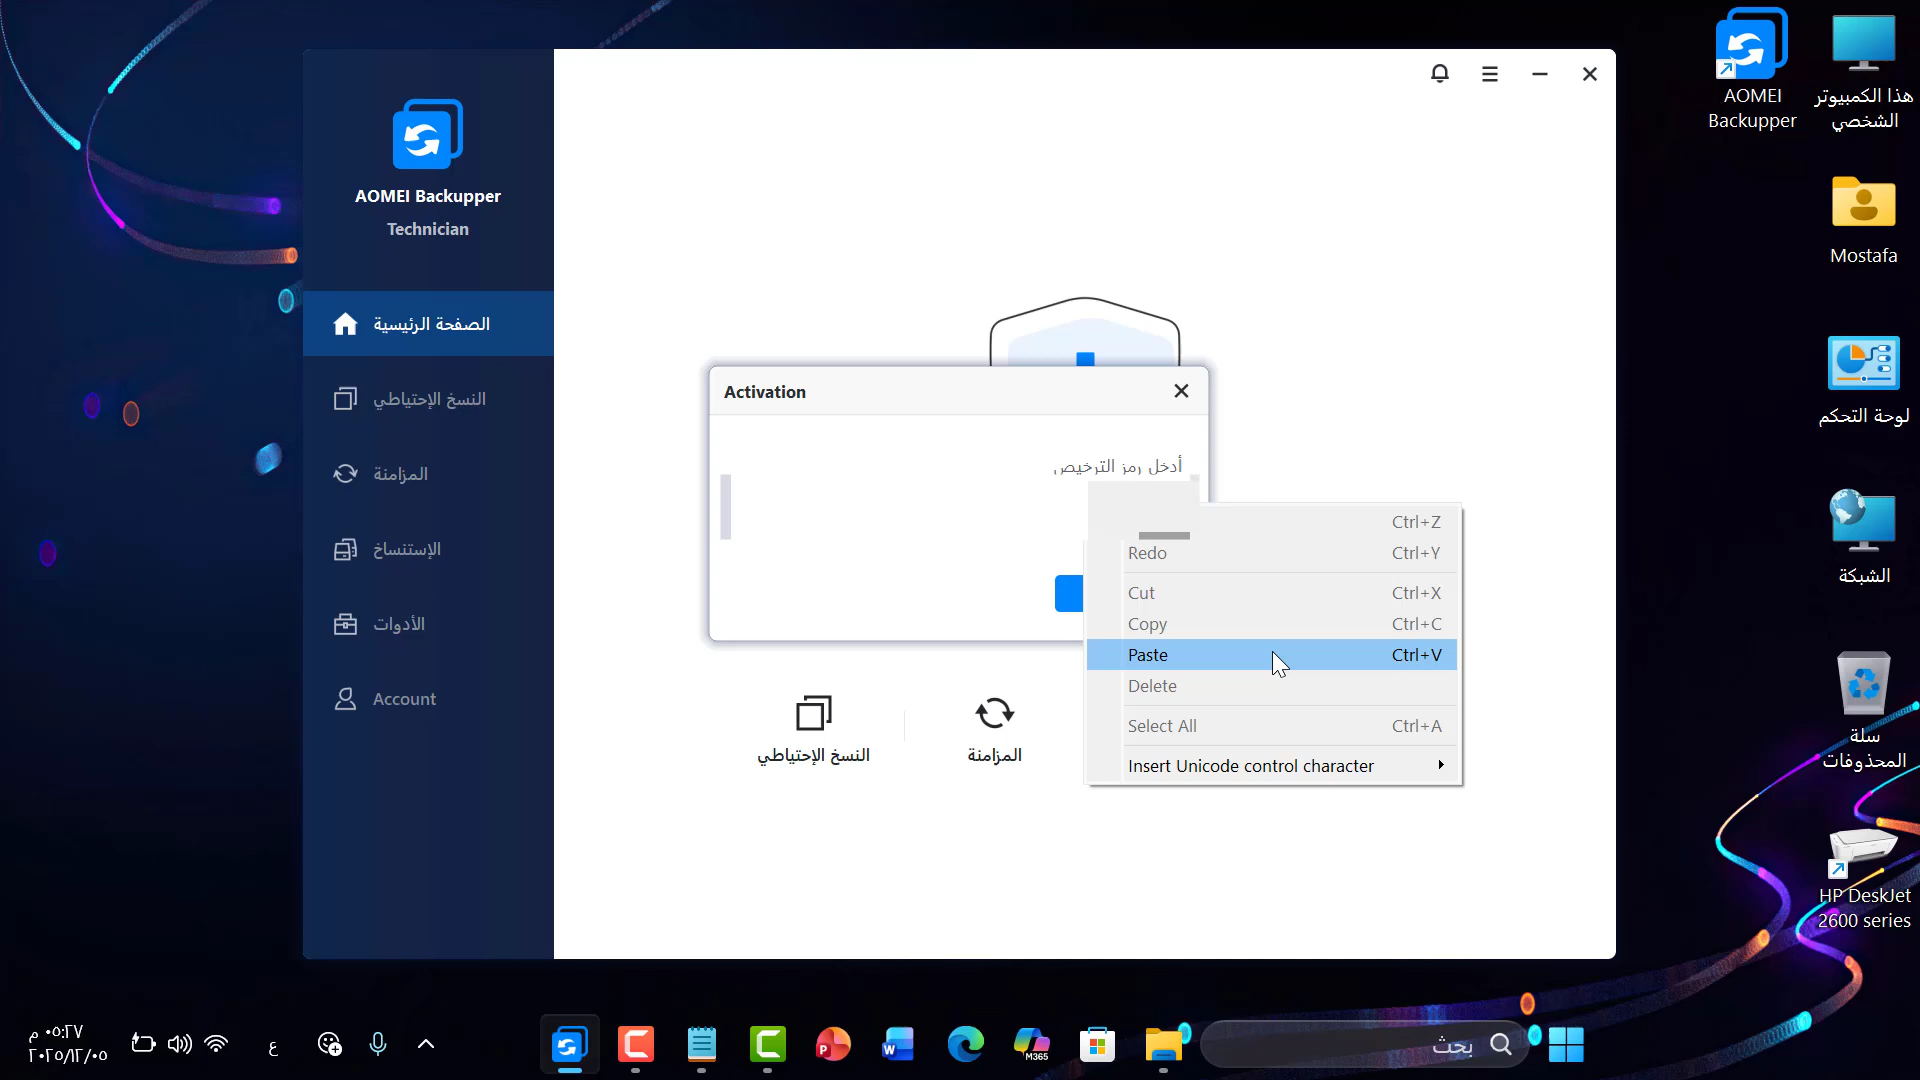 AOMEI Backupper
Technician
الصفحة الرئيسية
النسخ الإحتياطي
المزامنة
الإستنساخ
الأدوات
Account
Activation
أدخل رمز الترخيص
Ctrl+Z
Redo Ctrl+Y
Cut Ctrl+X
Copy Ctrl+C
Paste Ctrl+V
Delete
Select All Ctrl+A
Insert Unicode control character
النسخ الإحتياطي
المزامنة
AOMEI
Backupper
هذا الكمبيوتر
الشخصي
Mostafa
لوحة التحكم
الشبكة
سلة
المحذوفات
HP DeskJet
2600 series
٠٥:٢٧ م
٢٠٢٥/١٢/٠٥
ع
P
W
M365
بحث